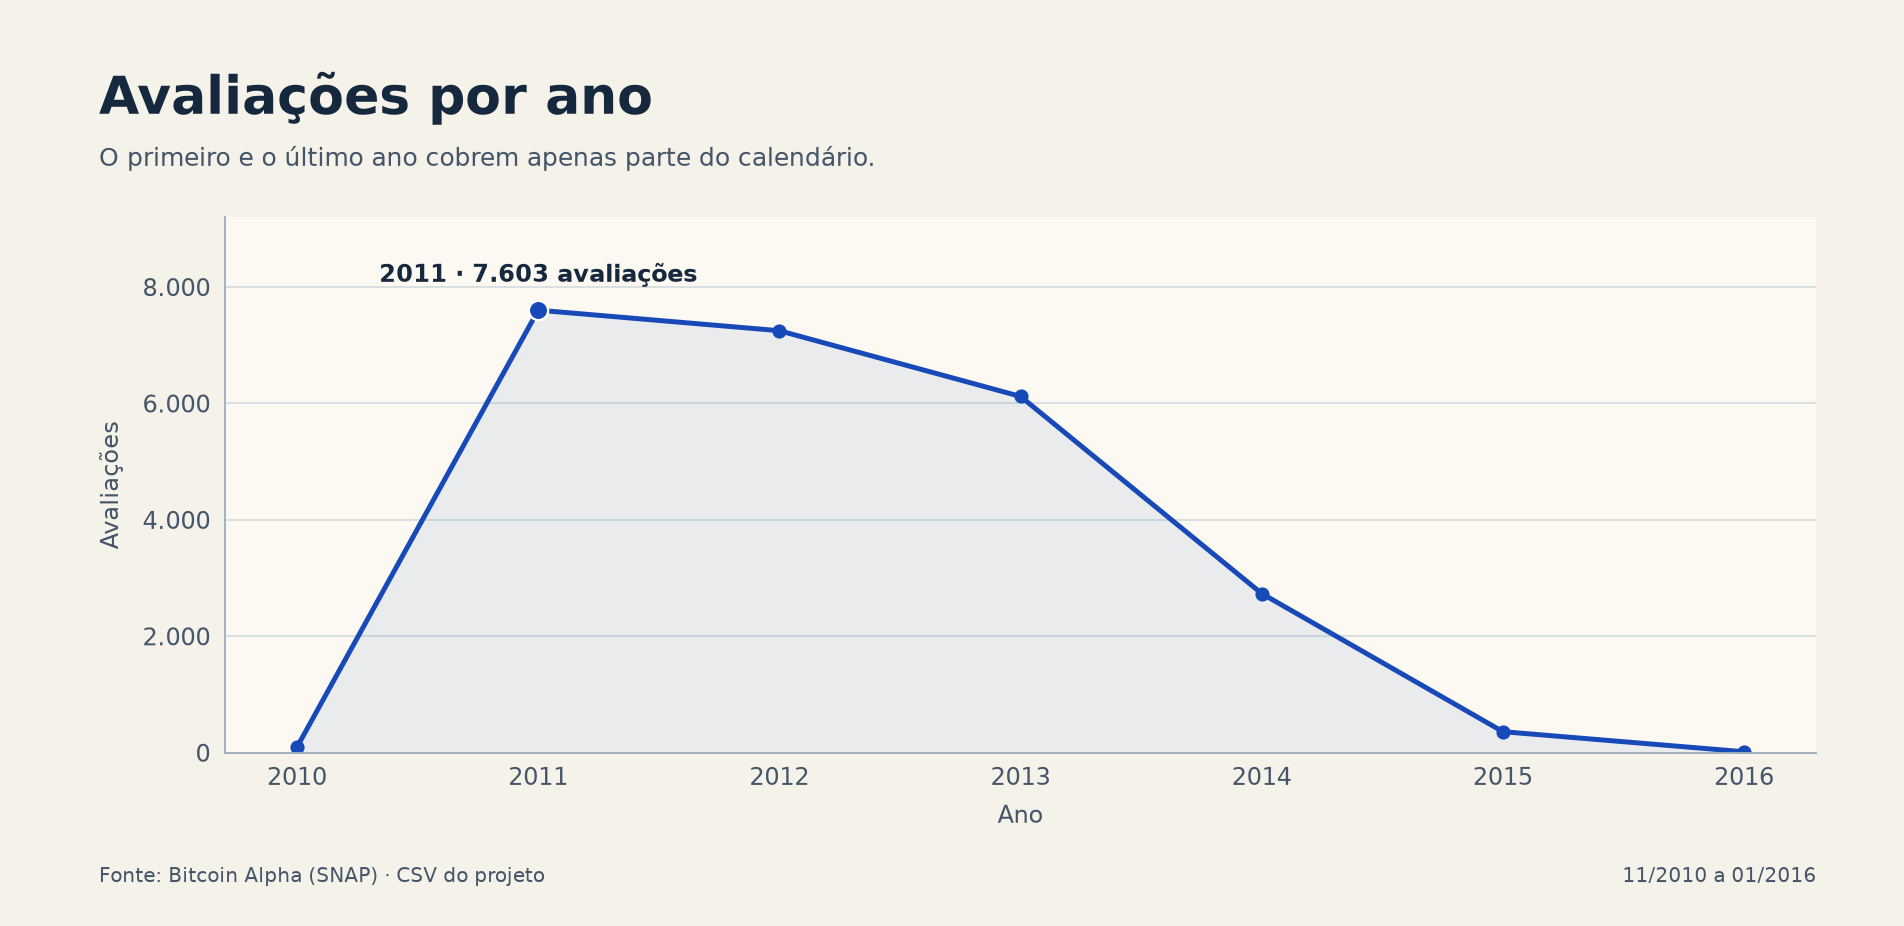 Avaliações por ano
O primeiro e o último ano cobrem apenas parte do calendário.
2011 · 7.603 avaliações
8.000
6.000
4.000
2.000
0
Avaliações
2010 2011 2012 2013 2014 2015 2016
Ano
Fonte: Bitcoin Alpha (SNAP) · CSV do projeto
11/2010 a 01/2016